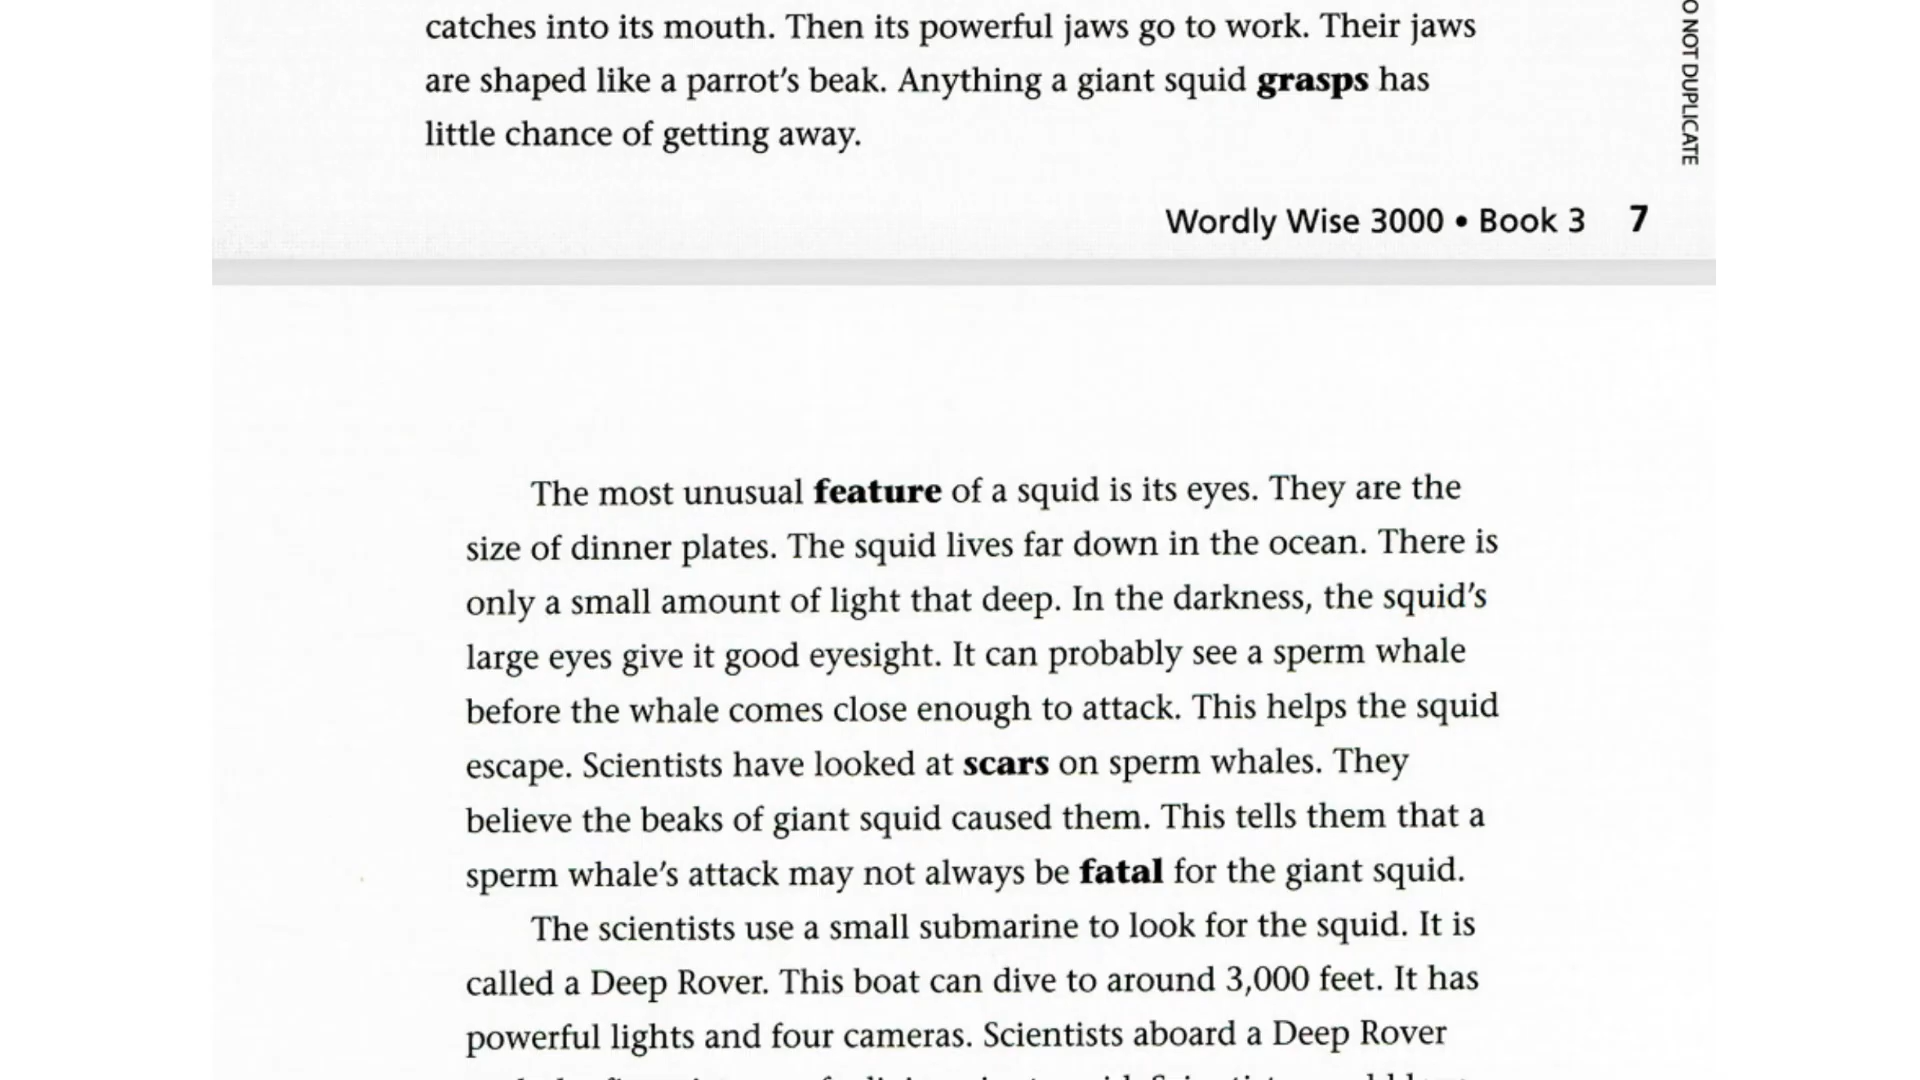 catches into its mouth. Then its powerful jaws go to work. Their jaws
are shaped like a parrot's beak. Anything a giant squid grasps has
little chance of getting away.
O NOT DUPLICATE
Wordly Wise 3000 • Book 3 7
The most unusual feature of a squid is its eyes. They are the
size of dinner plates. The squid lives far down in the ocean. There is
only a small amount of light that deep. In the darkness, the squid's
large eyes give it good eyesight. It can probably see a sperm whale
before the whale comes close enough to attack. This helps the squid
escape. Scientists have looked at scars on sperm whales. They
believe the beaks of giant squid caused them. This tells them that a
sperm whale's attack may not always be fatal for the giant squid.
The scientists use a small submarine to look for the squid. It is
called a Deep Rover. This boat can dive to around 3,000 feet. It has
powerful lights and four cameras. Scientists aboard a Deep Rover